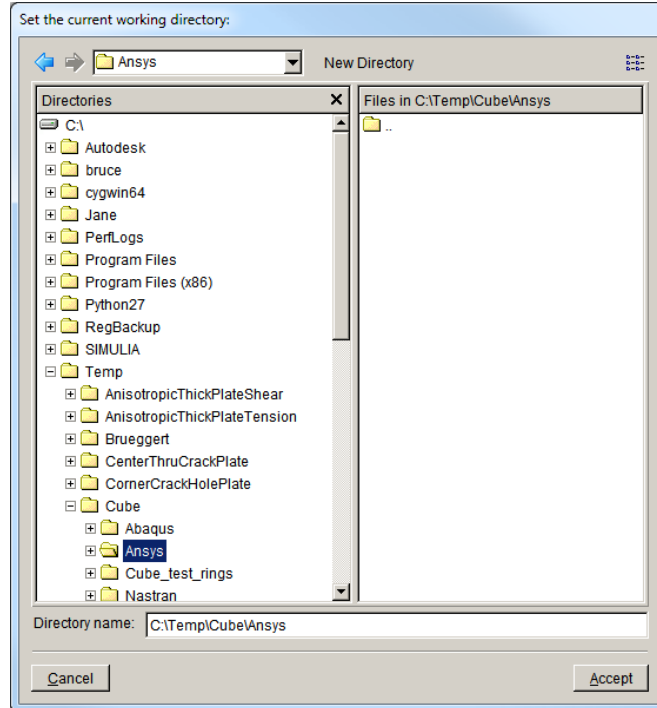 Set the current working directory:
Ansys
New Directory
Directories
C:\
Autodesk
bruce
cygwin64
Jane
PerfLogs
Program Files
Program Files (x86)
Python27
RegBackup
SIMULIA
Temp
AnisotropicThickPlateShear
AnisotropicThickPlateTension
Brueggert
CenterThruCrackPlate
CornerCrackHolePlate
Cube
Abaqus
Ansys
Cube_test_rings
Nastran
Files in C:\Temp\Cube\Ansys
..
Directory name: C:\Temp\Cube\Ansys
Cancel
Accept